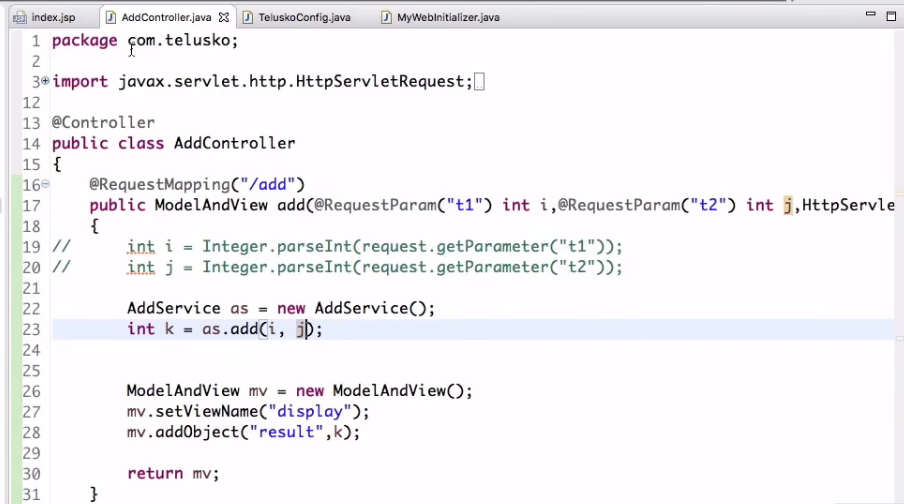 index.jsp AddController.java TeluskoConfig.java MyWebInitializer.java
1 package com.telusko;
2
3 import javax.servlet.http.HttpServletRequest;
12
13 @Controller
14 public class AddController
15 {
16 @RequestMapping("/add")
17 public ModelAndView add(@RequestParam("t1") int i,@RequestParam("t2") int j,HttpServle
18 {
19 // int i = Integer.parseInt(request.getParameter("t1"));
20 // int j = Integer.parseInt(request.getParameter("t2"));
21
22 AddService as = new AddService();
23 int k = as.add(i, j);
24
25
26 ModelAndView mv = new ModelAndView();
27 mv.setViewName("display");
28 mv.addObject("result",k);
29
30 return mv;
31 }